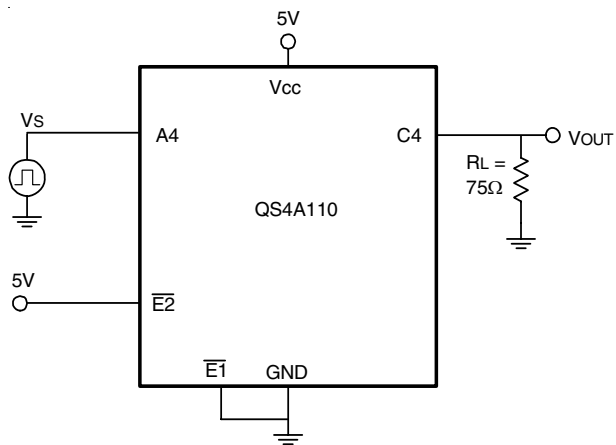 5V
Vcc
VS
A4
C4
VOUT
RL =
75Ω
QS4A110
5V
E2
E1
GND